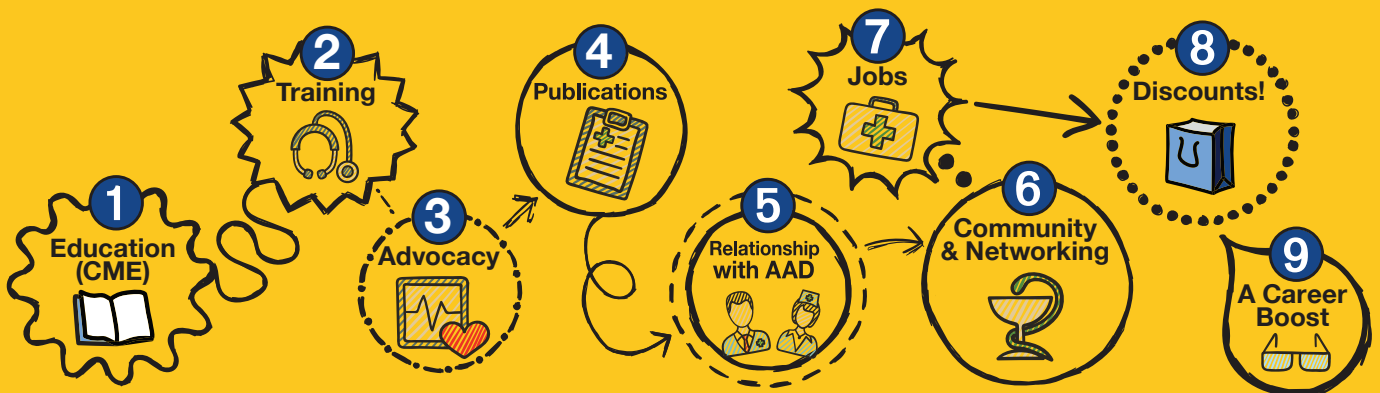 1
Education
(CME)
2
Training
3
Advocacy
4
Publications
5
Relationship
with AAD
6
Community
& Networking
7
Jobs
8
Discounts!
9
A Career
Boost